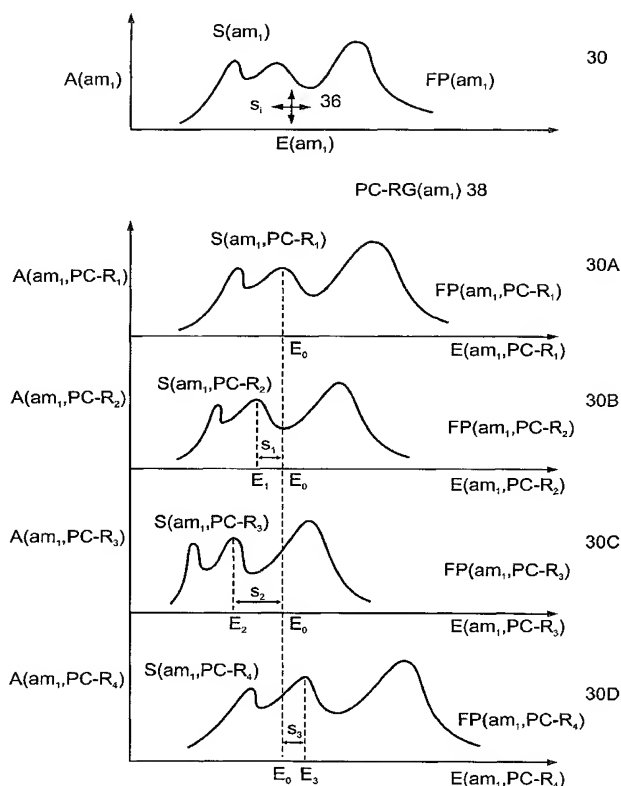 S(am₁)
30
A(am₁)
FP(am₁)
sᵢ
36
E(am₁)
PC-RG(am₁) 38
S(am₁,PC-R₁)
30A
A(am₁,PC-R₁)
FP(am₁,PC-R₁)
E₀
E(am₁,PC-R₁)
S(am₁,PC-R₂)
A(am₁,PC-R₂)
30B
FP(am₁,PC-R₂)
s₁
E₁ E₀
E(am₁,PC-R₂)
S(am₁,PC-R₃)
A(am₁,PC-R₃)
30C
FP(am₁,PC-R₃)
s₂
E₂ E₀
E(am₁,PC-R₃)
S(am₁,PC-R₄)
A(am₁,PC-R₄)
30D
FP(am₁,PC-R₄)
s₃
E₀ E₃
E(am₁,PC-R₄)